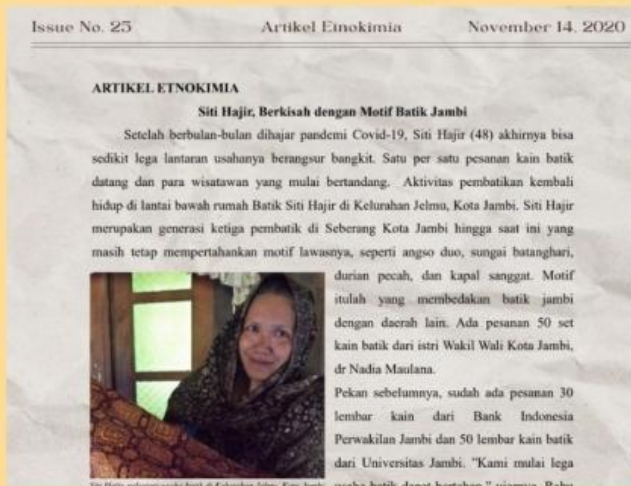 Issue No. 25 Artikel Etnokimia November 14, 2020
ARTIKEL ETNOKIMIA
Siti Hajir, Berkisah dengan Motif Batik Jambi
Setelah berbulan-bulan dihajar pandemi Covid-19, Siti Hajir (48) akhirnya bisa
sedikit lega lantaran usahanya berangsur bangkit. Satu per satu pesanan kain batik
datang dan para wisatawan yang mulai bertandang. Aktivitas pembatikan kembali
hidup di lantai bawah rumah Batik Siti Hajir di Kelurahan Jelmu, Kota Jambi. Siti Hajir
merupakan generasi ketiga pembatik di Seberang Kota Jambi hingga saat ini yang
masih tetap mempertahankan motif lawasnya, seperti angso duo, sungai batanghari,
durian pecah, dan kapal sanggat. Motif
itulah yang membedakan batik jambi
dengan daerah lain. Ada pesanan 50 set
kain batik dari istri Wakil Wali Kota Jambi,
dr Nadia Maulana.
Pekan sebelumnya, sudah ada pesanan 30
lembar kain dari Bank Indonesia
Perwakilan Jambi dan 50 lembar kain batik
dari Universitas Jambi. "Kami mulai lega
usaha batik dapat bertahan," ujarnya, Rabu